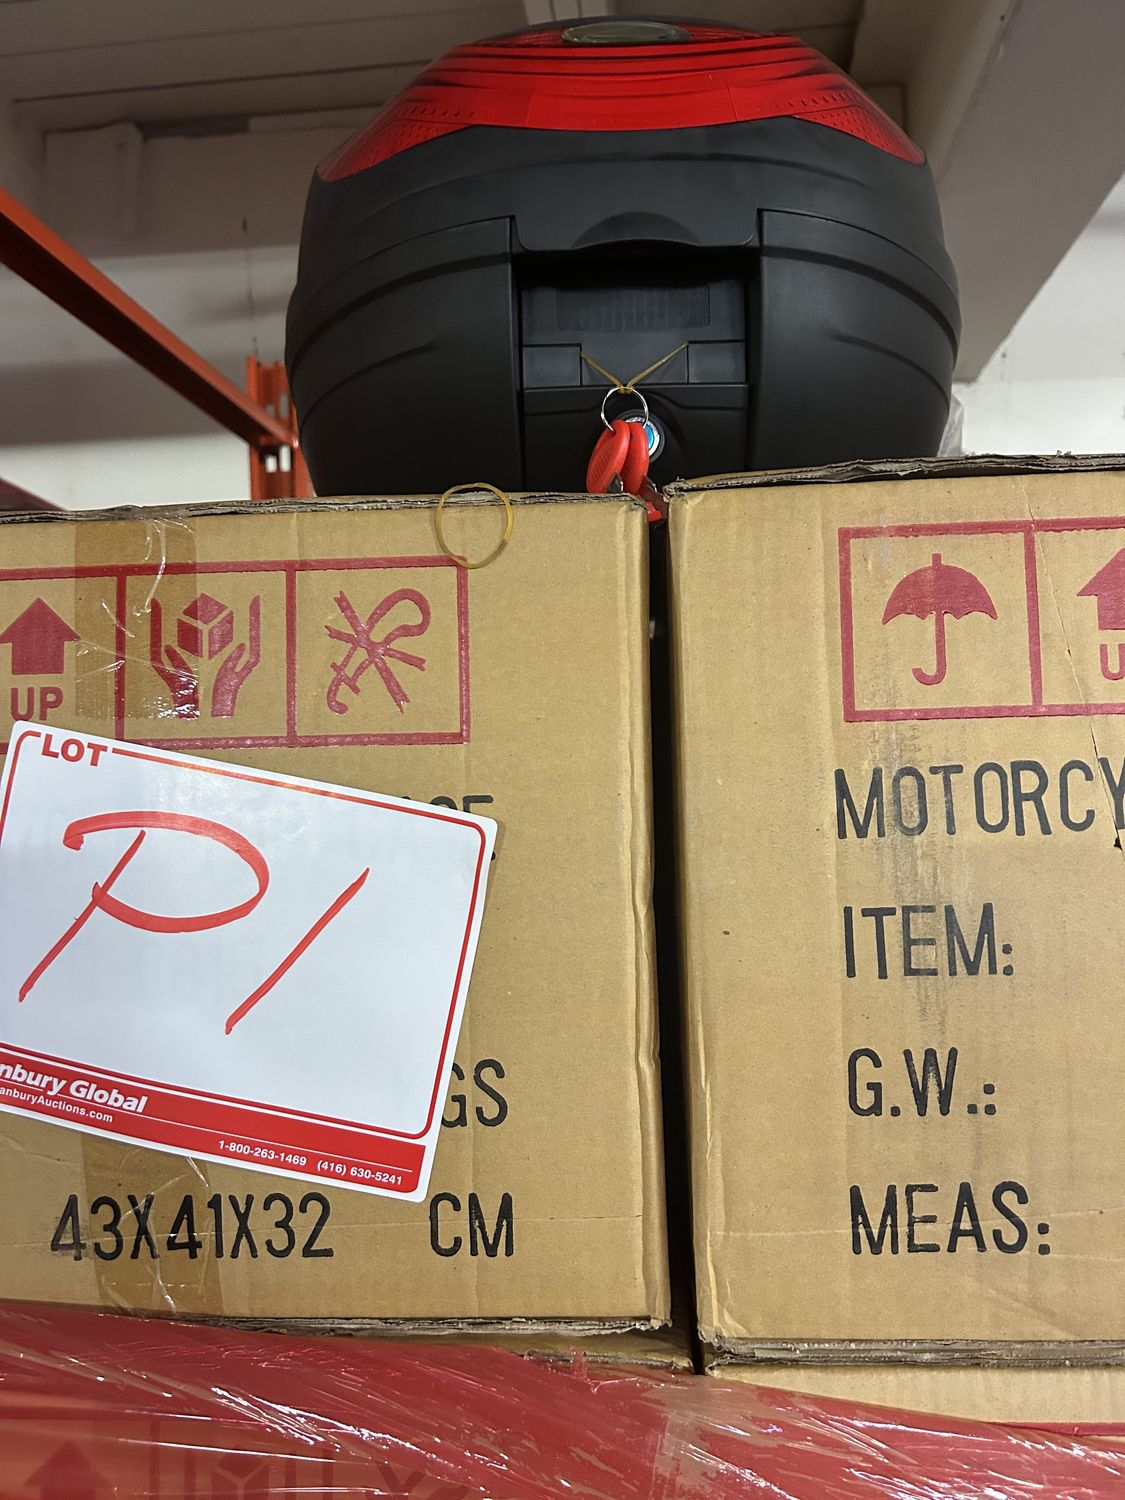 UP
LOT
P1
nbury Global
anburyAuctions.com
1-800-263-1469 (416) 630-5241
GS
43X41X32 CM
MOTORCY
ITEM:
G.W.:
MEAS: